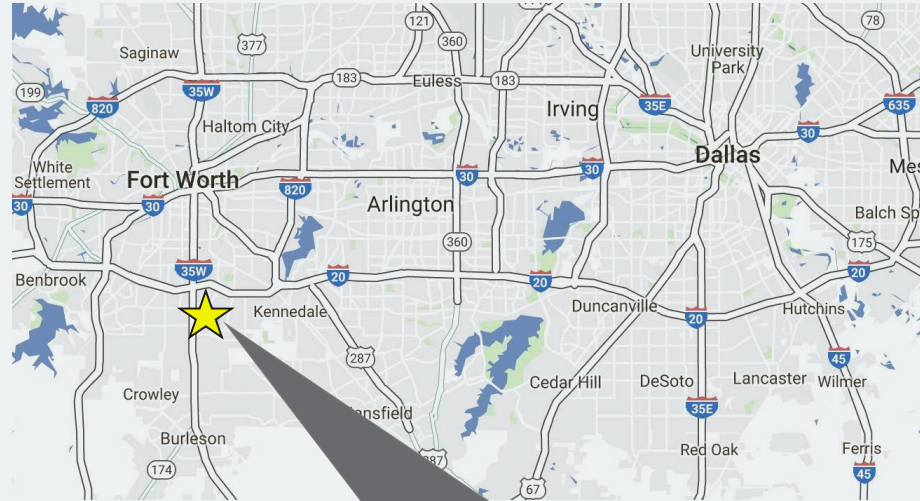 121
78
Saginaw
377
360
University
Park
183
Euless
183
199
35W
820
35E
635
Irving
Haltom City
30
Dallas
White
Settlement
Fort Worth
30
30
Mes
820
30
30
Arlington
Balch Sp
360
175
35W
20
20
20
Benbrook
Kennedale
Duncanville
Hutchins
20
287
45
Crowley
Cedar Hill
DeSoto
Lancaster
Wilmer
35E
ansfield
Burleson
Red Oak
Ferris
287
174
45
67